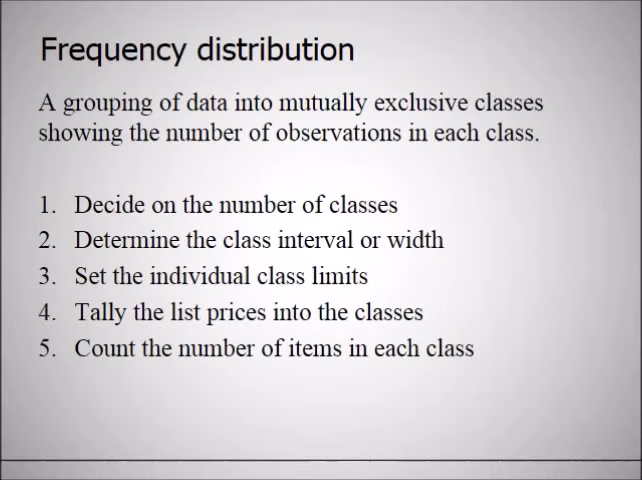 Frequency distribution
A grouping of data into mutually exclusive classes
showing the number of observations in each class.
1. Decide on the number of classes
2. Determine the class interval or width
3. Set the individual class limits
4. Tally the list prices into the classes
5. Count the number of items in each class